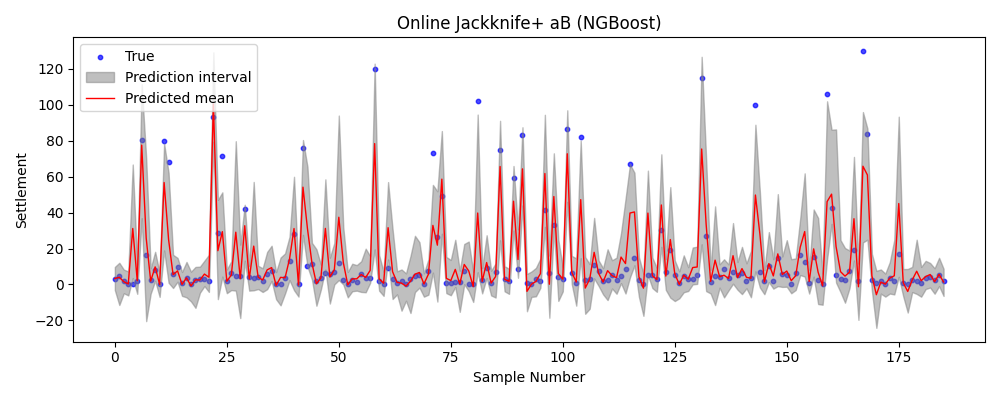 Online Jackknife+ aB (NGBoost)
True
Prediction interval
Predicted mean
Settlement
120
100
80
60
40
20
0
−20
0 25 50 75 100 125 150 175
Sample Number